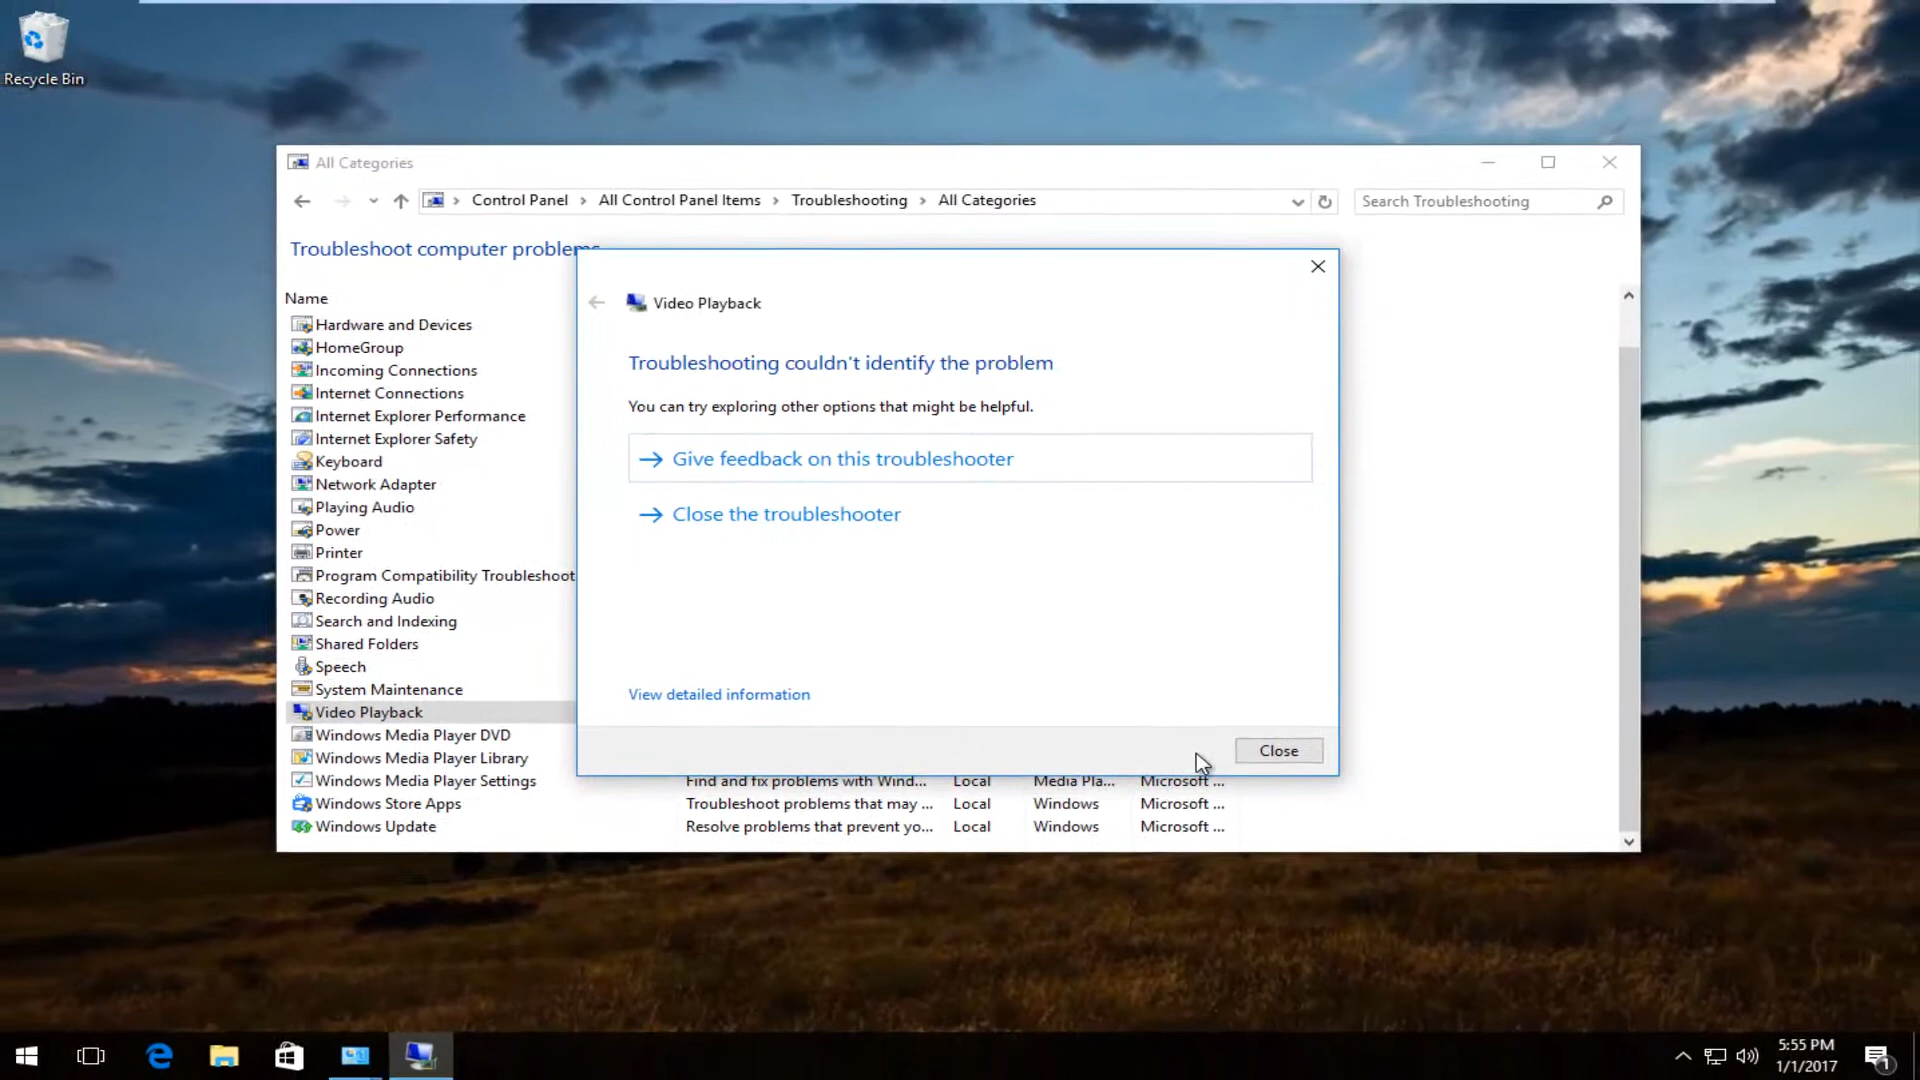 Recycle Bin
All Categories
Control Panel
All Control Panel Items
Troubleshooting
All Categories
Search Troubleshooting
Troubleshoot computer problems
Name
Hardware and Devices
HomeGroup
Incoming Connections
Internet Connections
Internet Explorer Performance
Internet Explorer Safety
Keyboard
Network Adapter
Playing Audio
Power
Printer
Program Compatibility Troubleshoot
Recording Audio
Search and Indexing
Shared Folders
Speech
System Maintenance
Video Playback
Windows Media Player DVD
Windows Media Player Library
Windows Media Player Settings Find and fix problems with Wind... Local Media Pla... Microsoft ...
Windows Store Apps Troubleshoot problems that may ... Local Windows Microsoft ...
Windows Update Resolve problems that prevent yo... Local Windows Microsoft ...
Video Playback
Troubleshooting couldn't identify the problem
You can try exploring other options that might be helpful.
Give feedback on this troubleshooter
Close the troubleshooter
View detailed information
Close
5:55 PM
1/1/2017
1